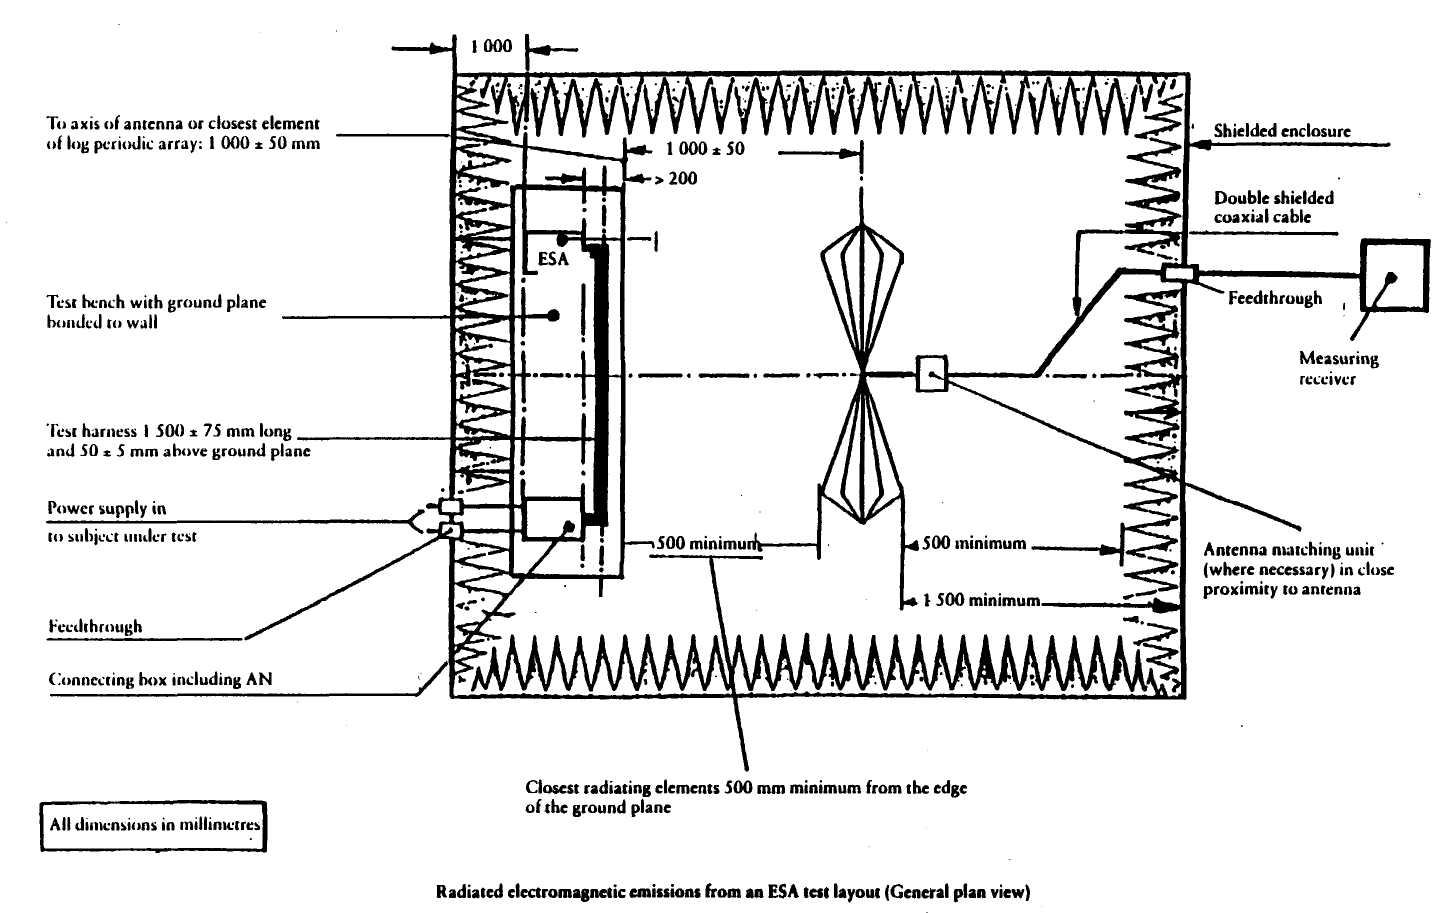 1 000
To axis of antenna or closest element
of log periodic array: 1 000 ± 50 mm
1 000 ± 50
> 200
Shielded enclosure
Double shielded
coaxial cable
ESA
Feedthrough
Test bench with ground plane
bonded to wall
Measuring
receiver
Test harness 1 500 ± 75 mm long
and 50 ± 5 mm above ground plane
Power supply in
to subject under test
500 minimum
500 minimum
Antenna matching unit
(where necessary) in close
proximity to antenna
1 500 minimum
Feedthrough
Connecting box including AN
Closest radiating elements 500 mm minimum from the edge
of the ground plane
All dimensions in millimetres
Radiated electromagnetic emissions from an ESA test layout (General plan view)